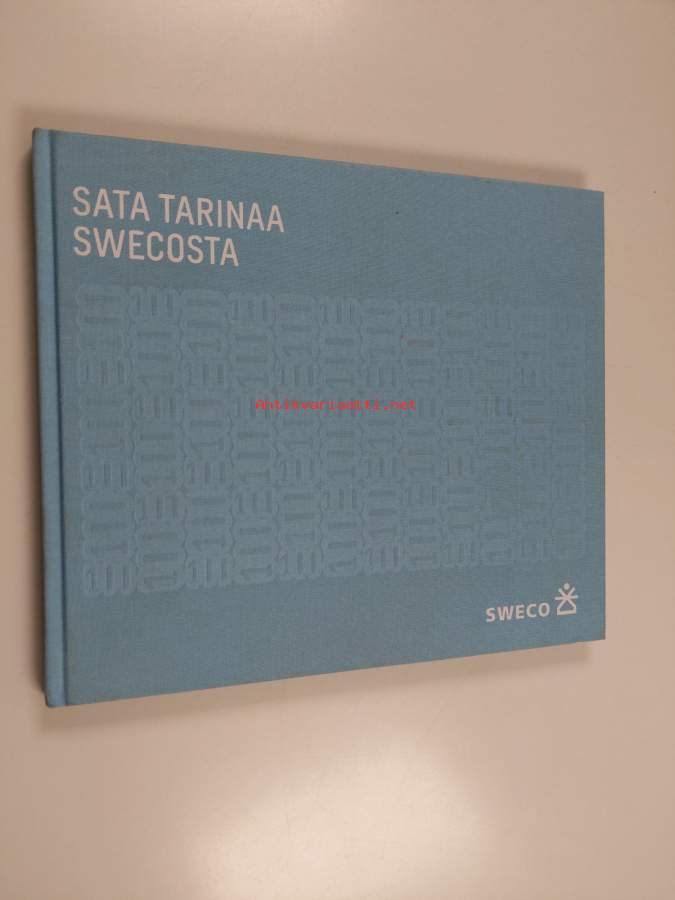 SATA TARINAA
SWECOSTA
Antikvariaatti.net
SWECO